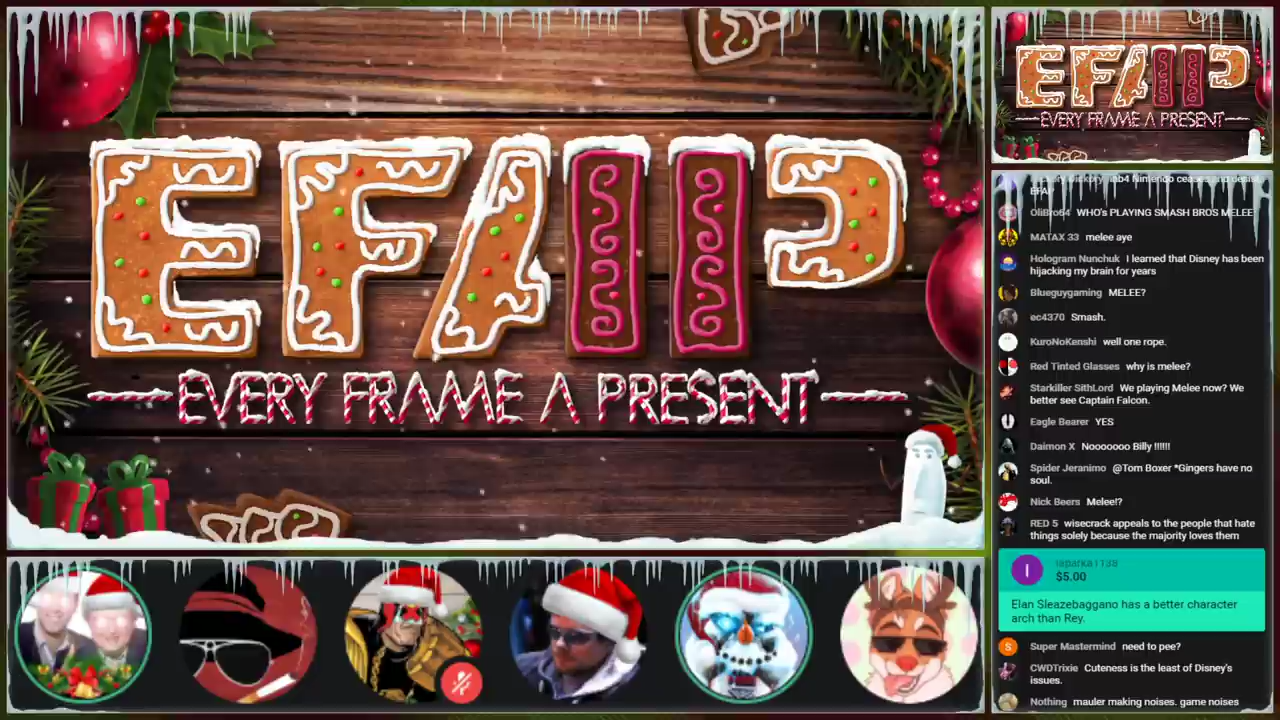 EFAIIP
EVERY FRAME A PRESENT
EFAIIP
EVERY FRAME A PRESENT
nb4 Nintendo ceases and desist
EFAP
OliBro64 WHO's PLAYING SMASH BROS MELEE
MATAX 33 melee aye
Hologram Nunchuk I learned that Disney has been
hijacking my brain for years
Blueguygaming MELEE?
ec4370 Smash.
KuroNoKenshi well one rope.
Red Tinted Glasses why is melee?
Starkiller SithLord We playing Melee now? We
better see Captain Falcon.
Eagle Bearer YES
Daimon X Nooooooo Billy !!!!!!
Spider Jeranimo @Tom Boxer *Gingers have no
soul.
Nick Beers Melee!?
RED 5 wisecrack appeals to the people that hate
things solely because the majority loves them
I
laparka1138
$5.00
Elan Sleazebaggano has a better character
arch than Rey.
S
Super Mastermind need to pee?
CWDTrixie Cuteness is the least of Disney's
issues.
Nothing mauler making noises. game noises